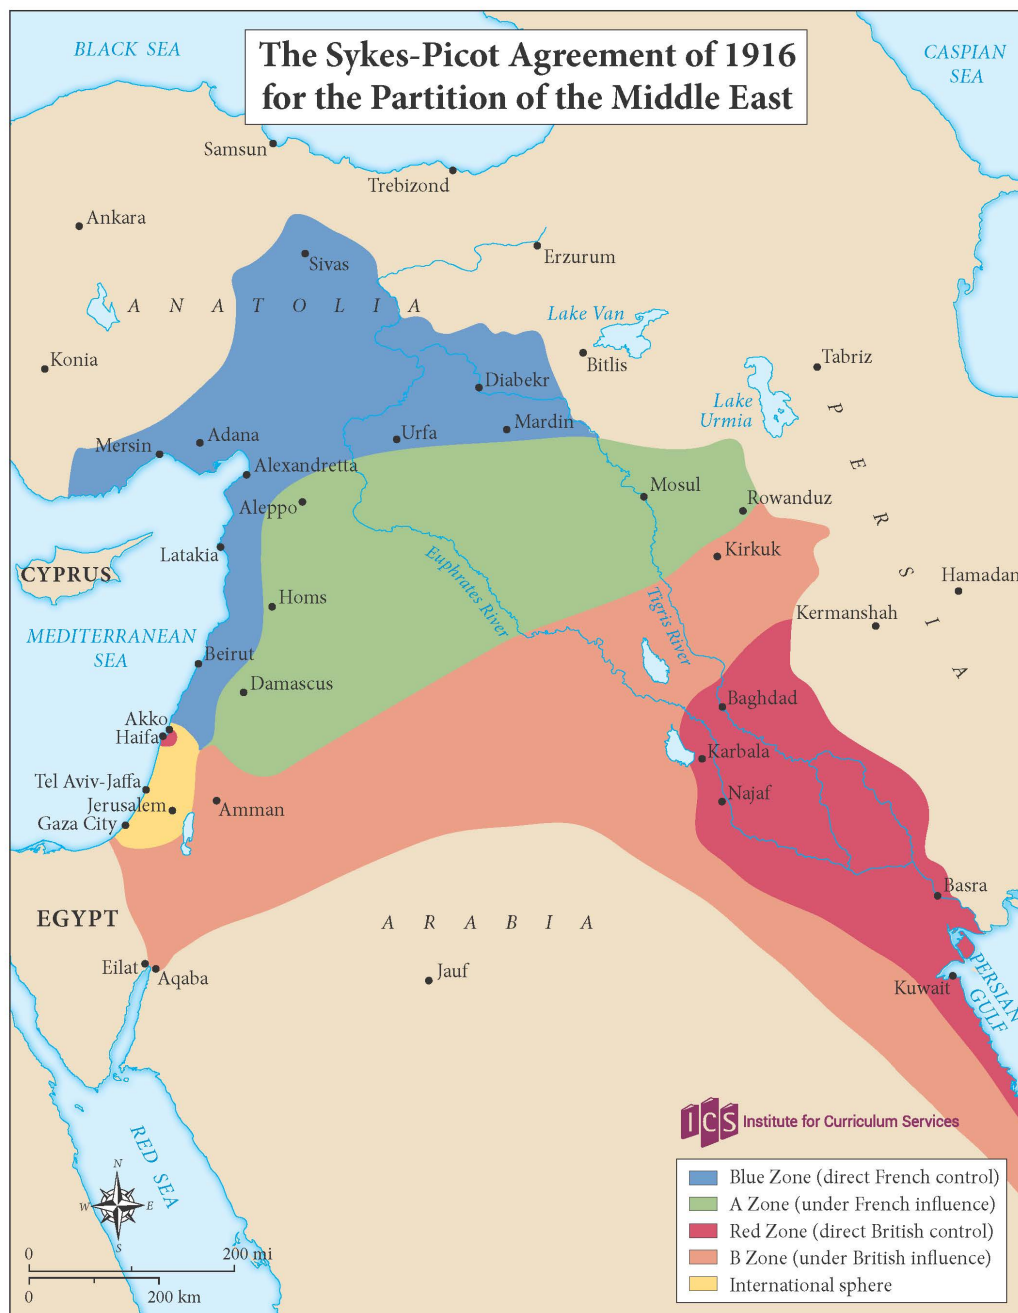 The Sykes-Picot Agreement of 1916
for the Partition of the Middle East
BLACK SEA
CASPIAN
SEA
Samsun
Trebizond
Ankara
Sivas
Erzurum
ANATOLIA
Lake Van
Konia
Bitlis
Tabriz
Diabekr
Lake
Urmia
PERSIA
Mersin
Adana
Urfa
Mardin
Alexandretta
Aleppo
Mosul
Rowanduz
Latakia
Kirkuk
CYPRUS
Euphrates River
Tigris River
Hamadan
Homs
Kermanshah
MEDITERRANEAN
SEA
Beirut
Damascus
Baghdad
Akko
Haifa
Karbala
Tel Aviv-Jaffa
Jerusalem
Gaza City
Amman
Najaf
Basra
EGYPT
ARABIA
Eilat
Aqaba
Jauf
Kuwait
PERSIAN
GULF
RED SEA
ICS Institute for Curriculum Services
N
W E
S
0 200 mi
0 200 km
Blue Zone (direct French control)
A Zone (under French influence)
Red Zone (direct British control)
B Zone (under British influence)
International sphere